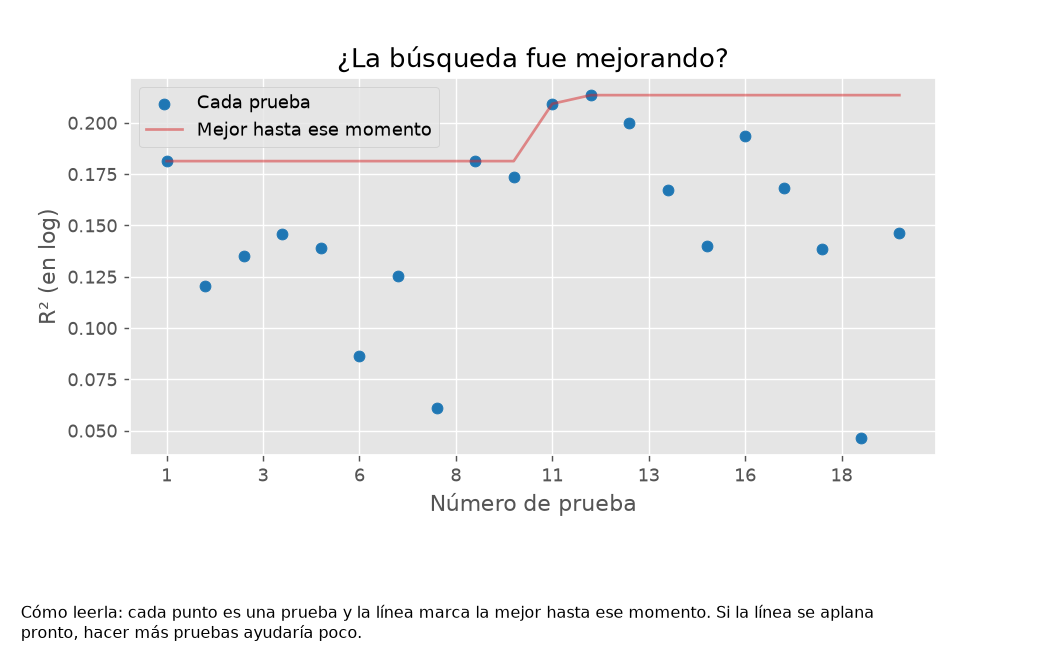 ¿La búsqueda fue mejorando?
Cada prueba
Mejor hasta ese momento
R² (en log)
0.200
0.175
0.150
0.125
0.100
0.075
0.050
1 3 6 8 11 13 16 18
Número de prueba
Cómo leerla: cada punto es una prueba y la línea marca la mejor hasta ese momento. Si la línea se aplana
pronto, hacer más pruebas ayudaría poco.